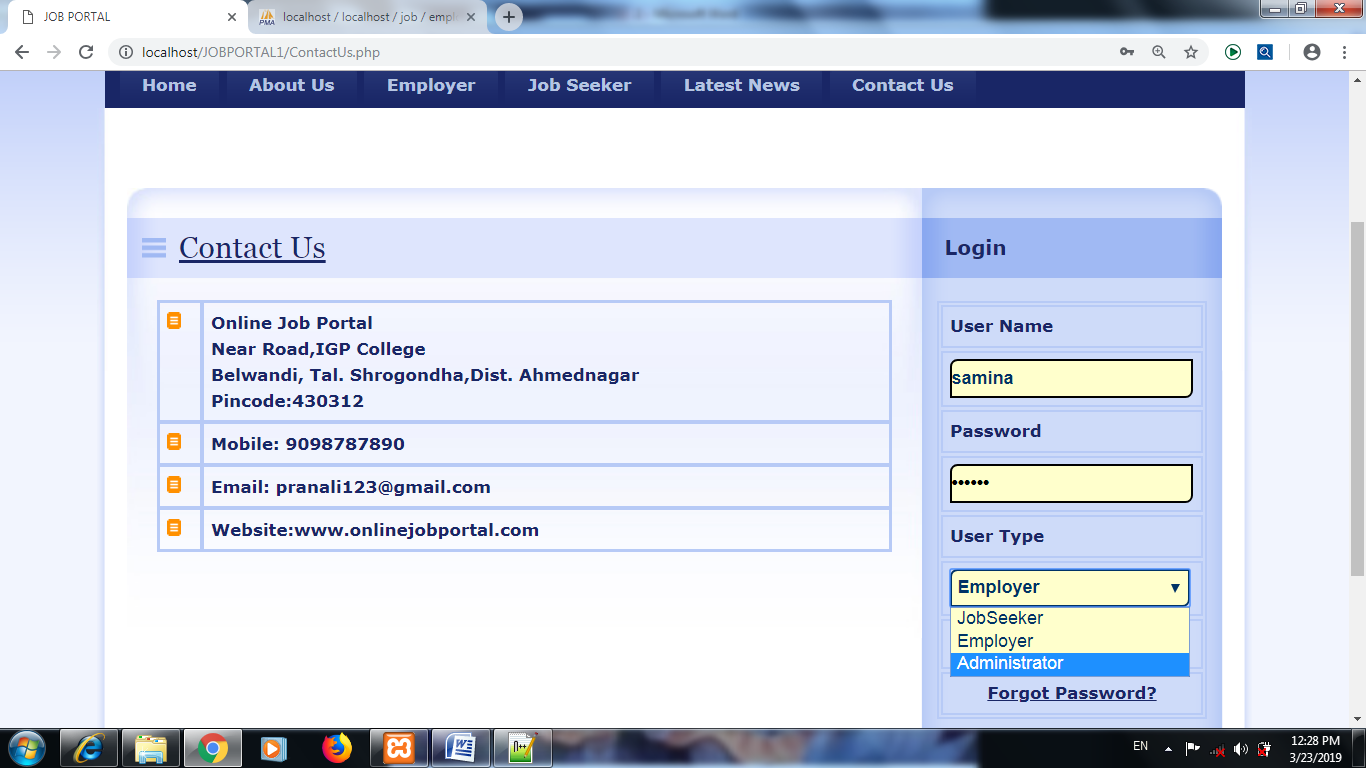 JOB PORTAL
PMA
localhost / localhost / job / empl
localhost/JOBPORTAL1/ContactUs.php
Home
About Us
Employer
Job Seeker
Latest News
Contact Us
Contact Us
Online Job Portal
Near Road,IGP College
Belwandi, Tal. Shrogondha,Dist. Ahmednagar
Pincode:430312
Mobile: 9098787890
Email: pranali123@gmail.com
Website:www.onlinejobportal.com
Login
User Name
samina
Password
••••••
User Type
Employer
JobSeeker
Employer
Administrator
Forgot Password?
EN
12:28 PM
3/23/2019